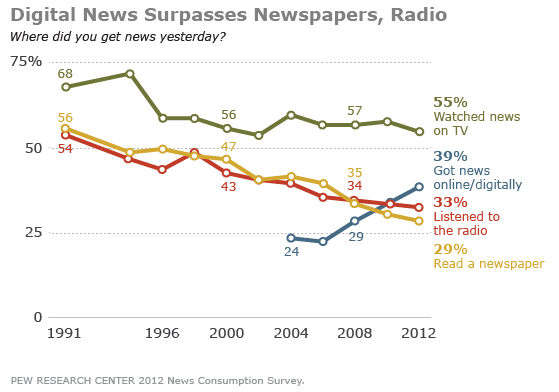 Digital News Surpasses Newspapers, Radio
Where did you get news yesterday?
75%
68
56
57
55%
Watched news
on TV
56
54
50
47
43
35
34
39%
Got news
online/digitally
33%
Listened to
the radio
25
24
29
29%
Read a newspaper
0
1991 1996 2000 2004 2008 2012
PEW RESEARCH CENTER 2012 News Consumption Survey.